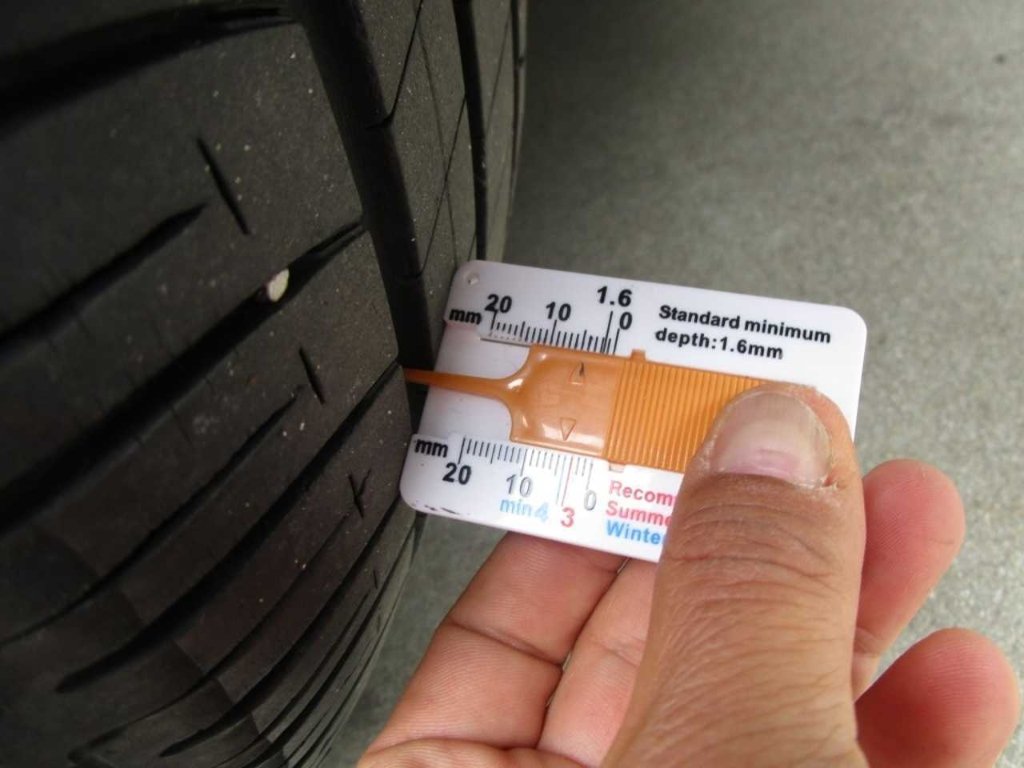 mm 20 10 1.6 0
Standard minimum
depth:1.6mm
mm 20 10 0
min4 3
Summe
Winte